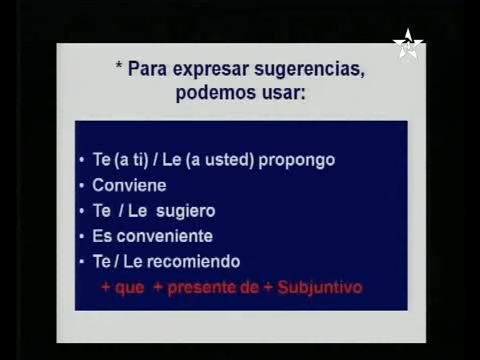 * Para expresar sugerencias,
podemos usar:
• Te (a ti) / Le (a usted) propongo
• Conviene
• Te / Le sugiero
• Es conveniente
• Te / Le recomiendo
+ que + presente de + Subjuntivo